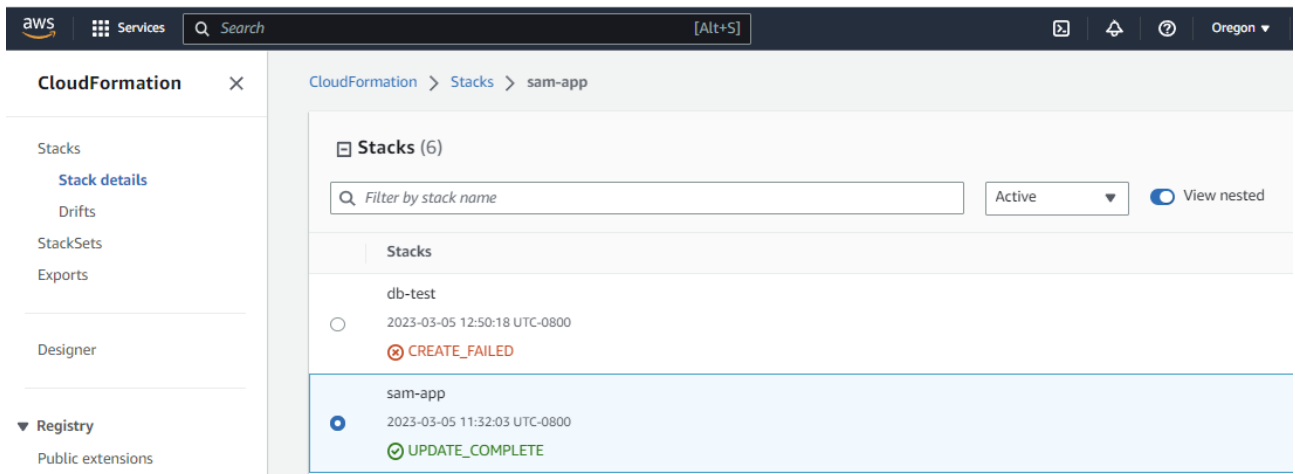 aws Services Search [Alt+S] Oregon
CloudFormation
Stacks
Stack details
Drifts
StackSets
Exports
Designer
Registry
Public extensions
CloudFormation > Stacks > sam-app
Stacks (6)
Filter by stack name Active View nested
Stacks
db-test
2023-03-05 12:50:18 UTC-0800
CREATE_FAILED
sam-app
2023-03-05 11:32:03 UTC-0800
UPDATE_COMPLETE